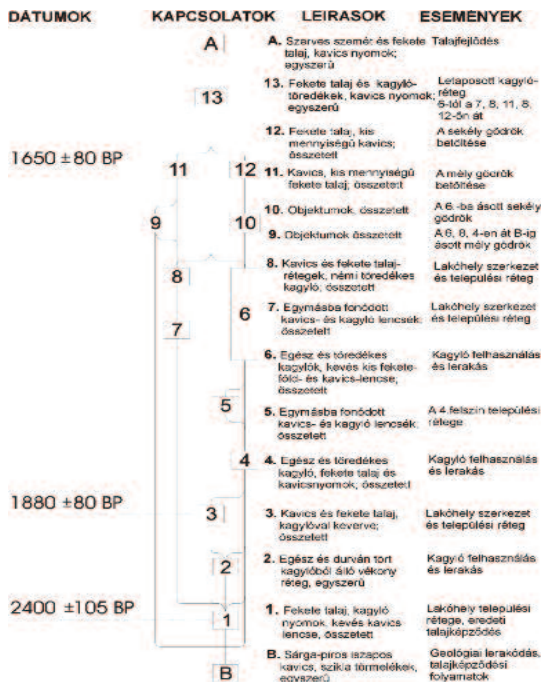 DÁTUMOK KAPCSOLATOK LEIRASOK ESEMÉNYEK
A
A. Szerves szemét és fekete talaj, kavics nyomok; egyszerű
Talajfejlődés
13
13. Fekete talaj és kagyló-
töredékek, kavics nyomok;
egyszerű
Letaposott kagyló-
réteg
5-től a 7, 8, 11, 8,
12-őn át
12. Fekete talaj, kis
mennyiségű kavics;
összetett
A sekély gödrök
betöltése
1650 ±80 BP
11 12
11. Kavics, kis mennyiségű
fekete talaj; összetett
A mély gödrök
betöltése
9 10
10. Objektumok, összetett
A 6.-ba ásott sekély
gödrök
9. Objektumok összetett
A 6, 8, 4-en át B-ig
ásott mély gödrök
8
8. Kavics és fekete talaj-
rétegek, némi töredékes
kagyló; összetett
Lakóhely szerkezet
és települési réteg
6
7
7. Egymásba fonódott
kavics- és kagyló lencsék;
összetett
Lakóhely szerkezet
és települési réteg
6. Egész és töredékes
kagylók, kevés kis fekete-
föld- és kavics-lencse;
összetett
Kagyló felhasználás
és lerakás
5
5. Egymásba fonódott
kavics- és kagyló lencsék;
összetett
A 4 felszín települési
rétege
4
4. Egész és töredékes
kagyló, fekete talaj és
kavicsnyomok; összetett
Kagyló felhasználás
és lerakás
1880 ±80 BP
3
3. Kavics és fekete talaj,
kagylóval keverve;
összetett
Lakóhely szerkezet
és települési réteg
2
2. Egész és durván tört
kagylóból álló vékony
réteg, egyszerű
Kagyló felhasználás
és lerakás
2400 ±105 BP
1
1. Fekete talaj, kagyló
nyomok, kevés kavics
lencse, összetett
Lakóhely települési
rétege, eredeti
talajképződés
B
B. Sárga-piros iszapos
kavics, szikla törmelékek,
egyszerű
Geológiai lerakódás,
talajképződési
folyamatok